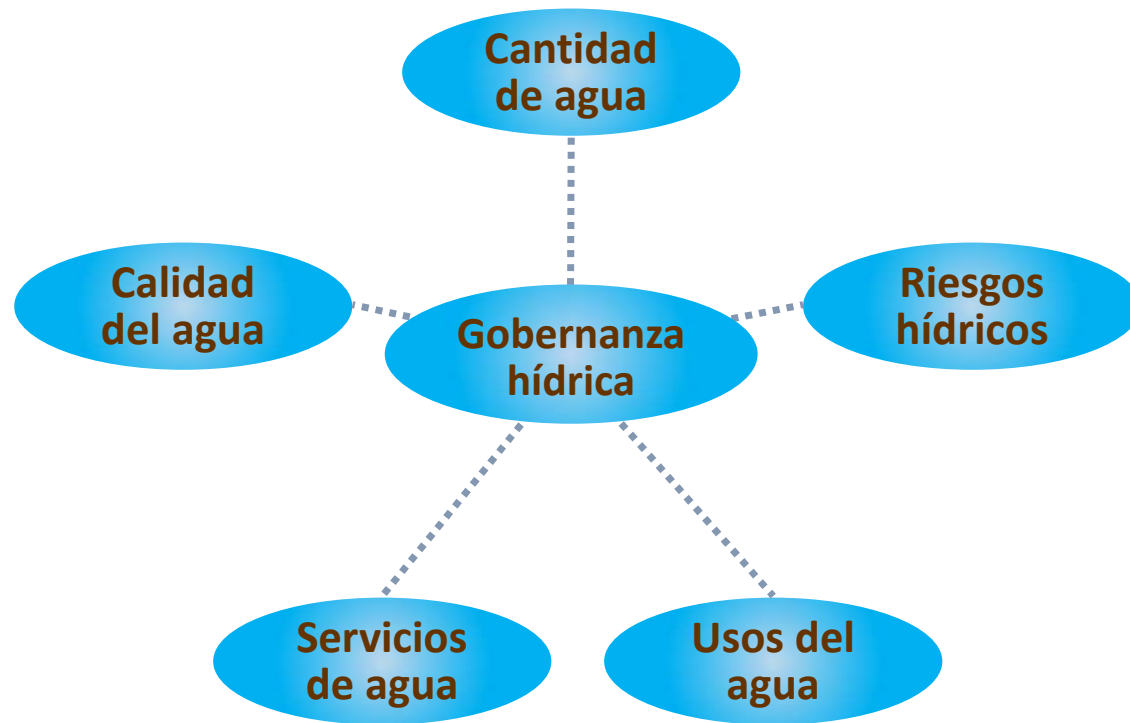 Cantidad
de agua
Calidad
del agua
Gobernanza
hídrica
Riesgos
hídricos
Servicios
de agua
Usos del
agua